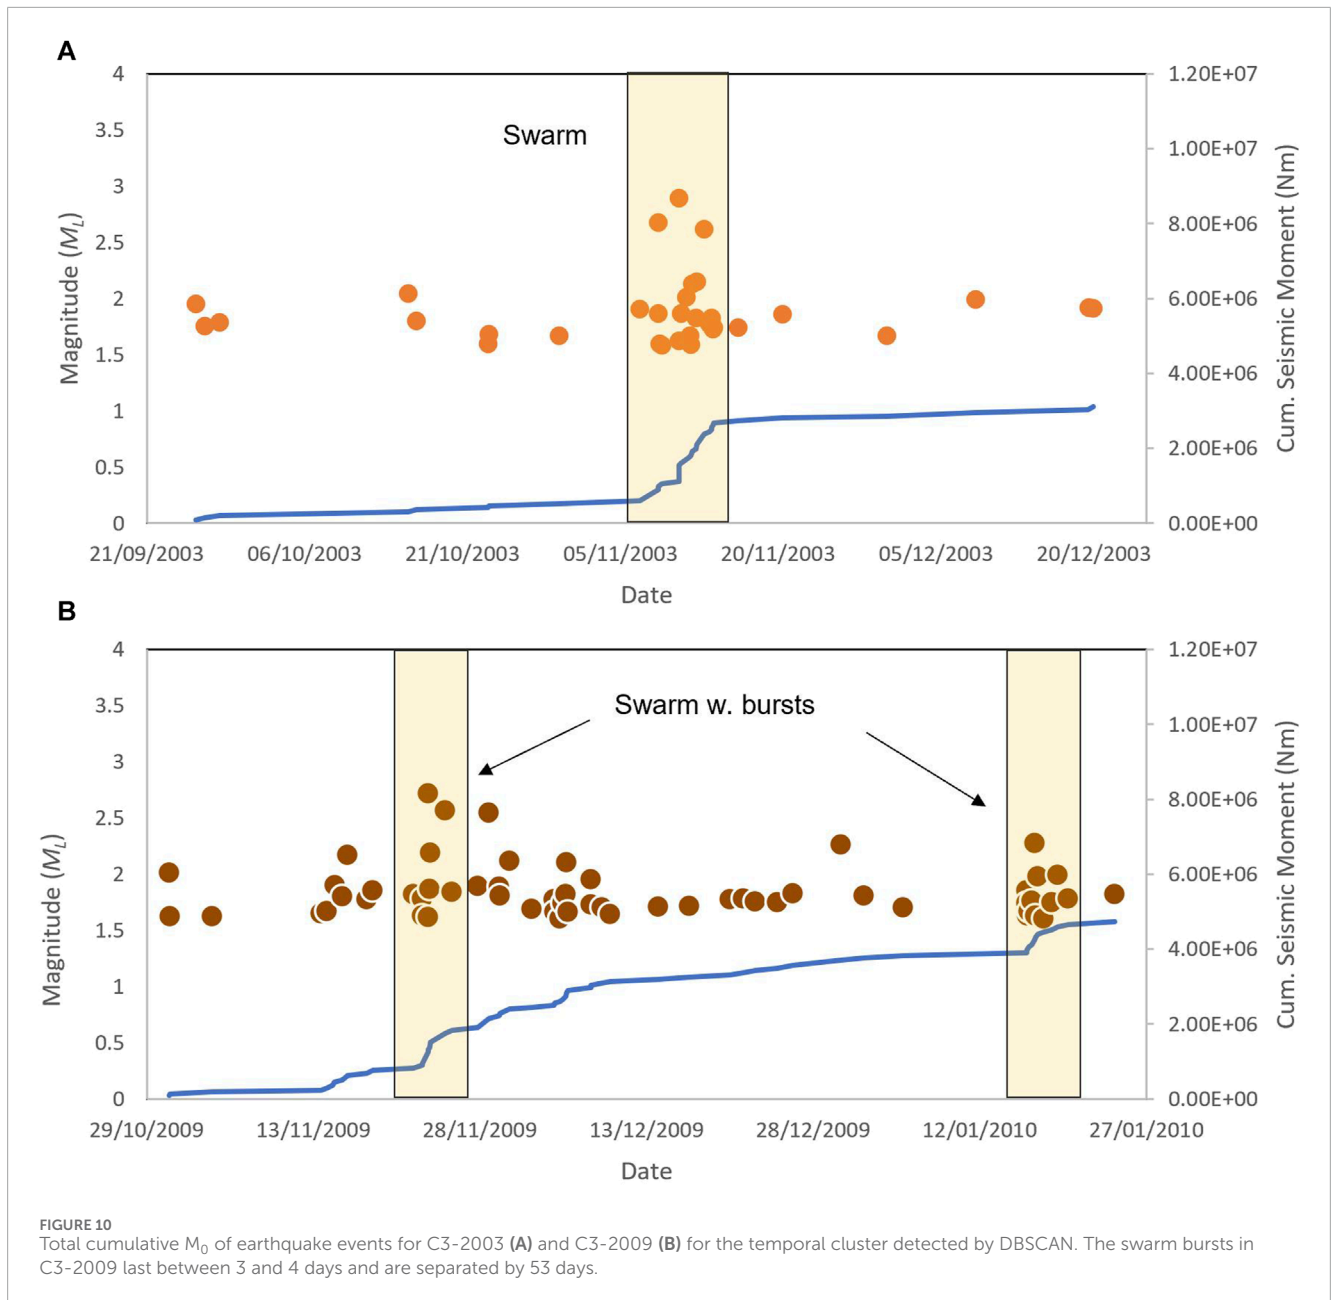 A
4
3.5
3
2.5
2
1.5
1
0.5
0
Magnitude (M_L)
Swarm
1.20E+07
1.00E+07
8.00E+06
6.00E+06
4.00E+06
2.00E+06
0.00E+00
Cum. Seismic Moment (Nm)
21/09/2003 06/10/2003 21/10/2003 05/11/2003 20/11/2003 05/12/2003 20/12/2003
Date
B
4
3.5
3
2.5
2
1.5
1
0.5
0
Magnitude (M_L)
Swarm w. bursts
1.20E+07
1.00E+07
8.00E+06
6.00E+06
4.00E+06
2.00E+06
0.00E+00
Cum. Seismic Moment (Nm)
29/10/2009 13/11/2009 28/11/2009 13/12/2009 28/12/2009 12/01/2010 27/01/2010
Date
FIGURE 10
Total cumulative M₀ of earthquake events for C3-2003 (A) and C3-2009 (B) for the temporal cluster detected by DBSCAN. The swarm bursts in
C3-2009 last between 3 and 4 days and are separated by 53 days.